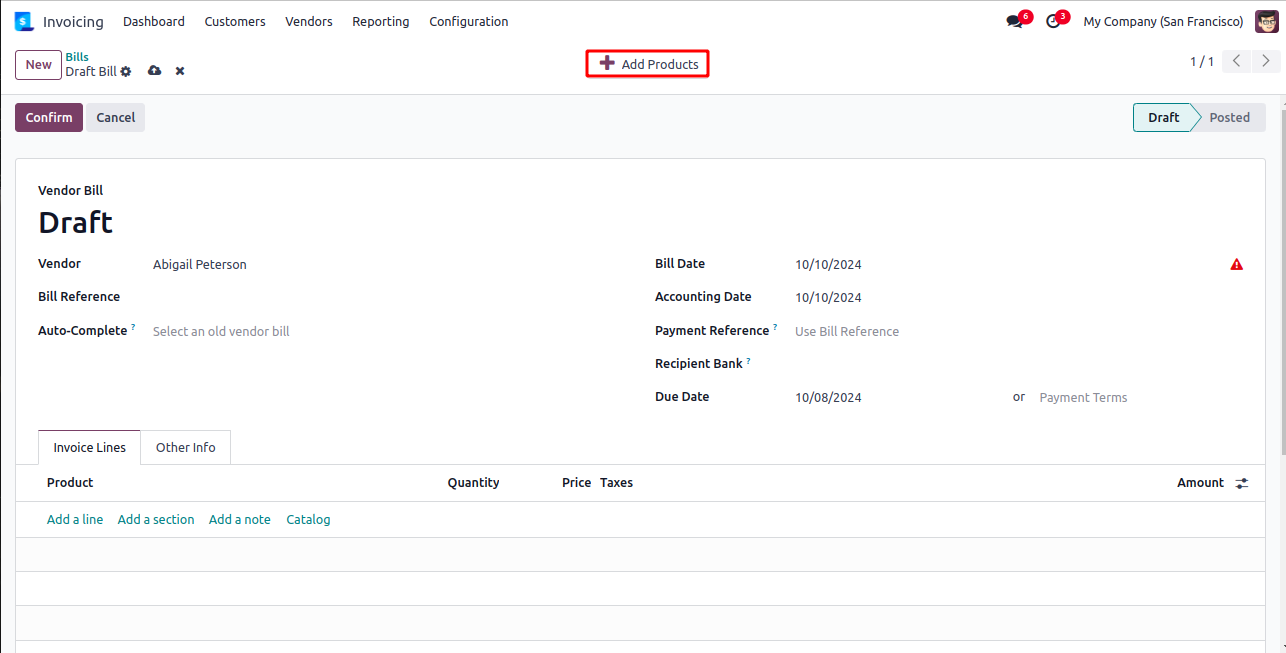 Invoicing Dashboard Customers Vendors Reporting Configuration 6 3 My Company (San Francisco)
New Bills
Draft Bill
Add Products
1 / 1
Confirm Cancel Draft Posted
Vendor Bill
Draft
Vendor Abigail Peterson Bill Date 10/10/2024
Bill Reference Accounting Date 10/10/2024
Auto-Complete ? Select an old vendor bill Payment Reference ? Use Bill Reference
Recipient Bank ?
Due Date 10/08/2024 or Payment Terms
Invoice Lines Other Info
Product Quantity Price Taxes Amount
Add a line Add a section Add a note Catalog